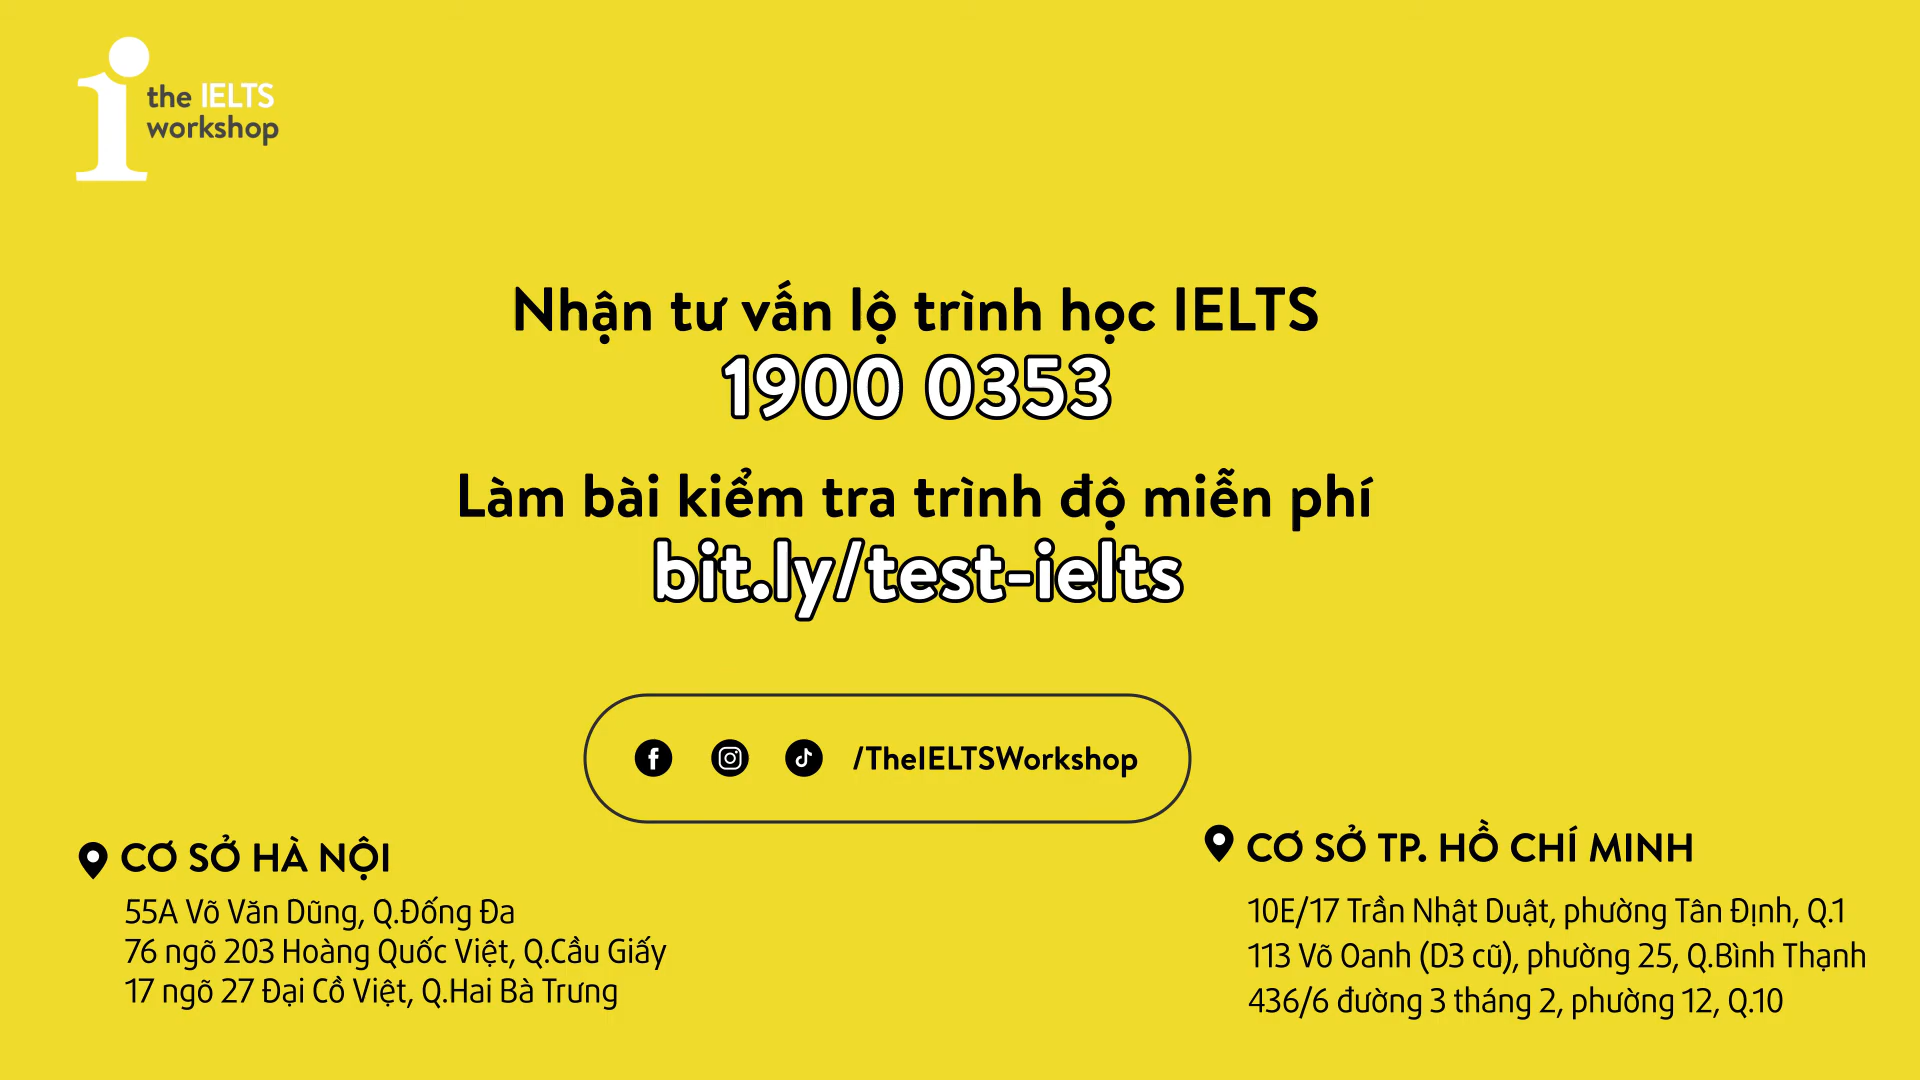 the IELTS
workshop
Nhận tư vấn lộ trình học IELTS
1900 0353
Làm bài kiểm tra trình độ miễn phí
bit.ly/test-ielts
/TheIELTSWorkshop
CƠ SỞ HÀ NỘI
55A Võ Văn Dũng, Q.Đống Đa
76 ngõ 203 Hoàng Quốc Việt, Q.Cầu Giấy
17 ngõ 27 Đại Cồ Việt, Q.Hai Bà Trưng
CƠ SỞ TP. HỒ CHÍ MINH
10E/17 Trần Nhật Duật, phường Tân Định, Q.1
113 Võ Oanh (D3 cũ), phường 25, Q.Bình Thạnh
436/6 đường 3 tháng 2, phường 12, Q.10